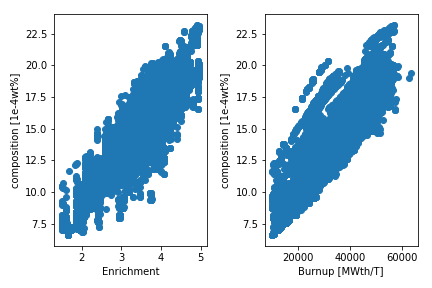 composition [1e-4wt%]
22.5
20.0
17.5
15.0
12.5
10.0
7.5
2 3 4 5
Enrichment
composition [1e-4wt%]
22.5
20.0
17.5
15.0
12.5
10.0
7.5
20000 40000 60000
Burnup [MWth/T]